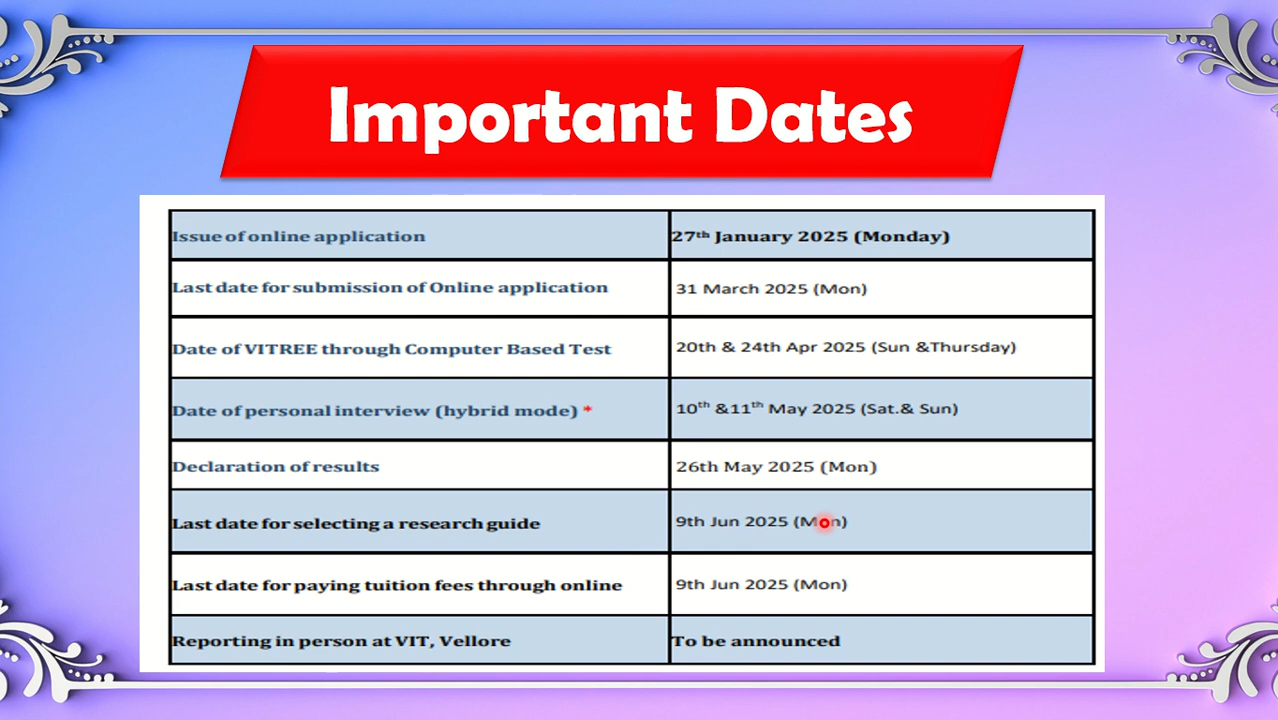 Important Dates
Issue of online application 27th January 2025 (Monday)
Last date for submission of Online application 31 March 2025 (Mon)
Date of VITREE through Computer Based Test 20th & 24th Apr 2025 (Sun &Thursday)
Date of personal interview (hybrid mode) * 10th &11th May 2025 (Sat.& Sun)
Declaration of results 26th May 2025 (Mon)
Last date for selecting a research guide 9th Jun 2025 (Mon)
Last date for paying tuition fees through online 9th Jun 2025 (Mon)
Reporting in person at VIT, Vellore To be announced